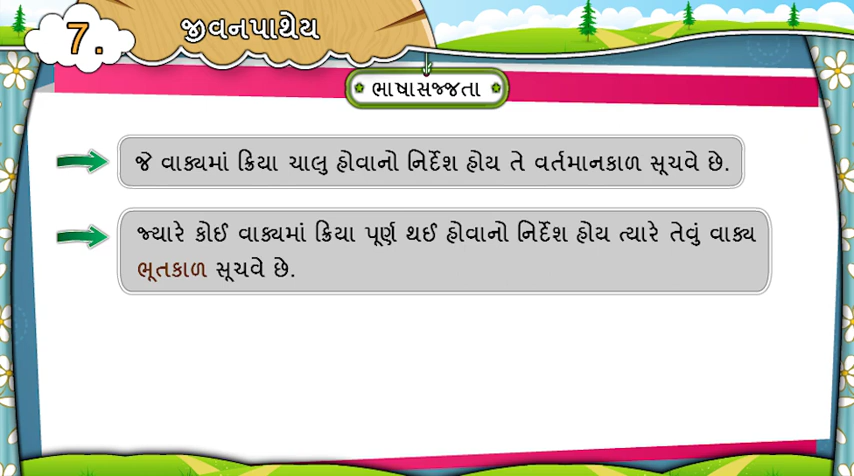 7.
જીવનપાથેય
ભાષાસજ્જતા
જે વાક્યમાં ક્રિયા ચાલુ હોવાનો નિર્દેશ હોય તે વર્તમાનકાળ સૂચવે છે.
જ્યારે કોઈ વાક્યમાં ક્રિયા પૂર્ણ થઈ હોવાનો નિર્દેશ હોય ત્યારે તેવું વાક્ય
ભૂતકાળ સૂચવે છે.